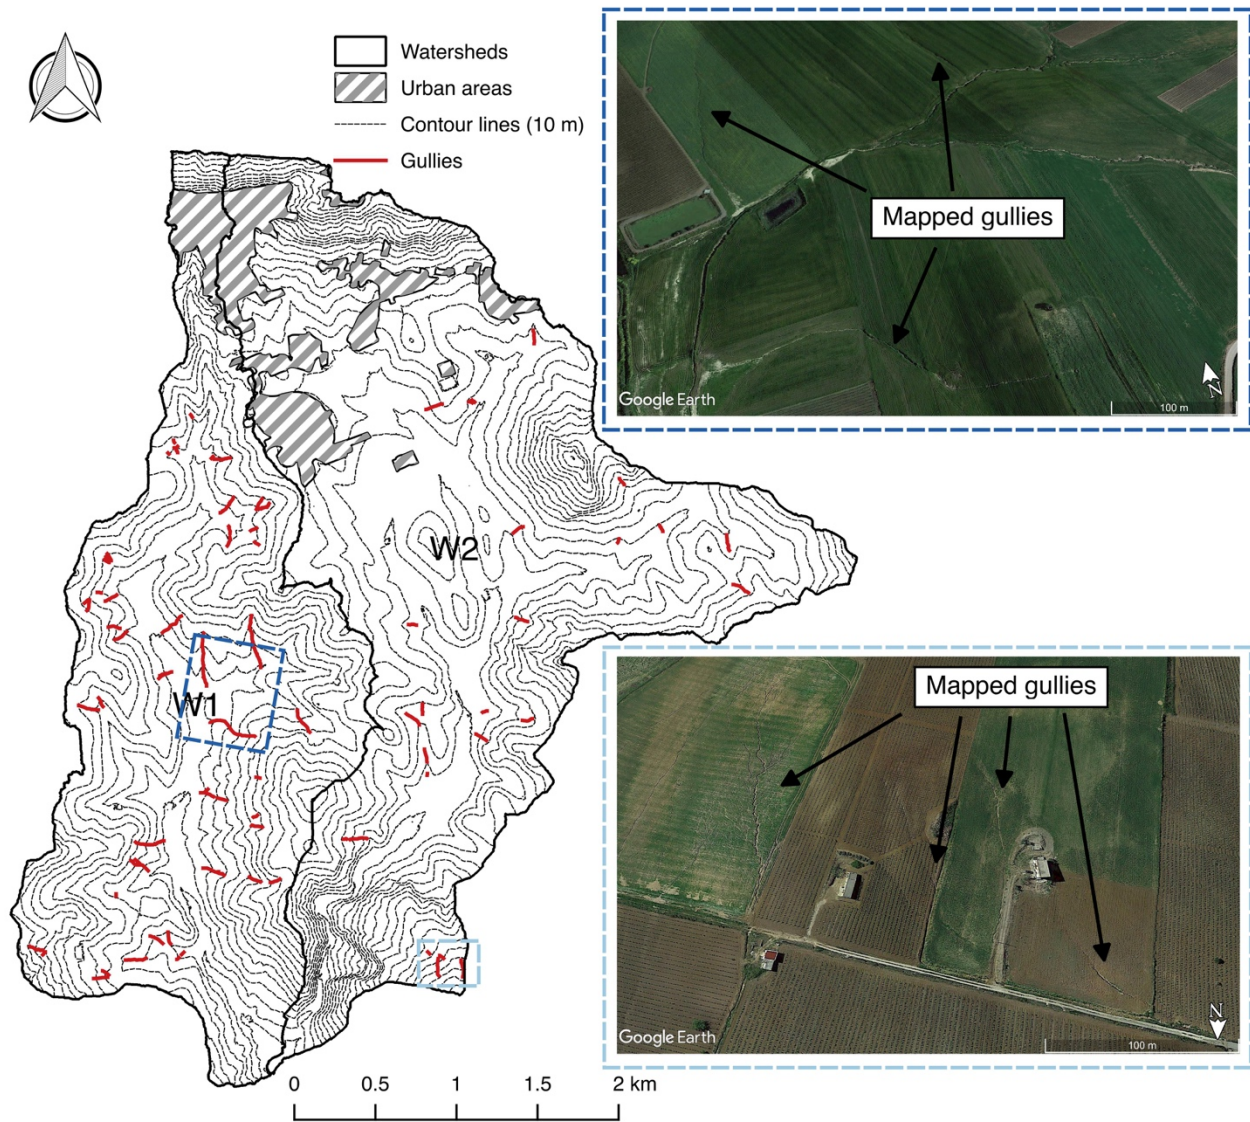 Watersheds
Urban areas
Contour lines (10 m)
Gullies
Mapped gullies
Google Earth
N
100 m
W2
W1
Mapped gullies
Google Earth
N
100 m
0 0.5 1 1.5 2 km